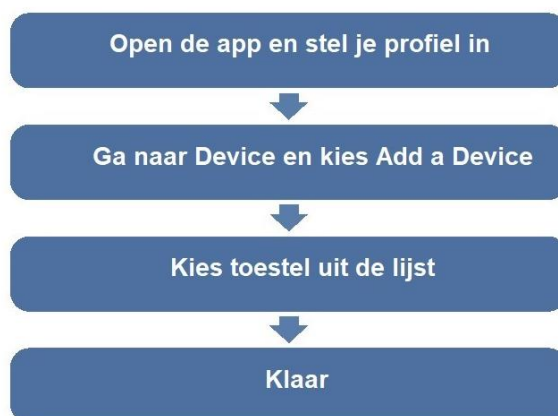 Open de app en stel je profiel in
Ga naar Device en kies Add a Device
Kies toestel uit de lijst
Klaar